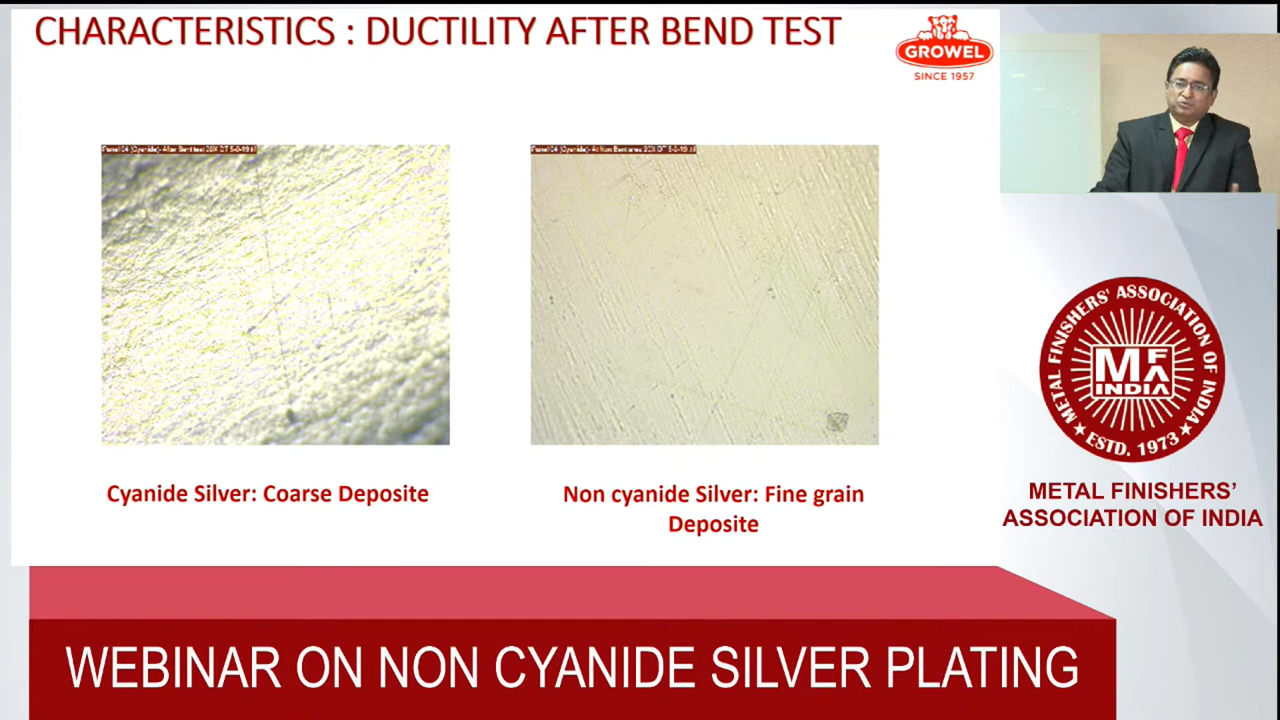 CHARACTERISTICS : DUCTILITY AFTER BEND TEST
GROWEL
SINCE 1957
Cyanide Silver: Coarse Deposite
Non cyanide Silver: Fine grain
Deposite
METAL FINISHERS' ASSOCIATION OF INDIA
MFA
INDIA
ESTD. 1973
METAL FINISHERS’
ASSOCIATION OF INDIA
WEBINAR ON NON CYANIDE SILVER PLATING